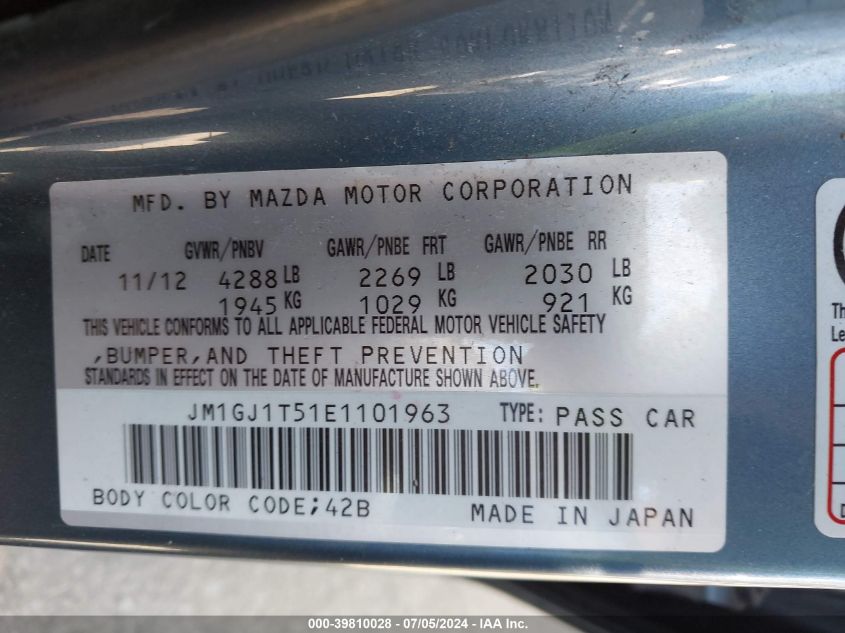 MFD. BY MAZDA MOTOR CORPORATION
DATE GVWR/PNBV GAWR/PNBE FRT GAWR/PNBE RR
11/12 4288 LB 2269 LB 2030 LB
1945 KG 1029 KG 921 KG
THIS VEHICLE CONFORMS TO ALL APPLICABLE FEDERAL MOTOR VEHICLE SAFETY
,BUMPER,AND THEFT PREVENTION
STANDARDS IN EFFECT ON THE DATE OF MANUFACTURE SHOWN ABOVE.
JM1GJ1T51E1101963 TYPE: PASS CAR
BODY COLOR CODE;42B MADE IN JAPAN
Th
Le
000-39810028 - 07/05/2024 - IAA Inc.